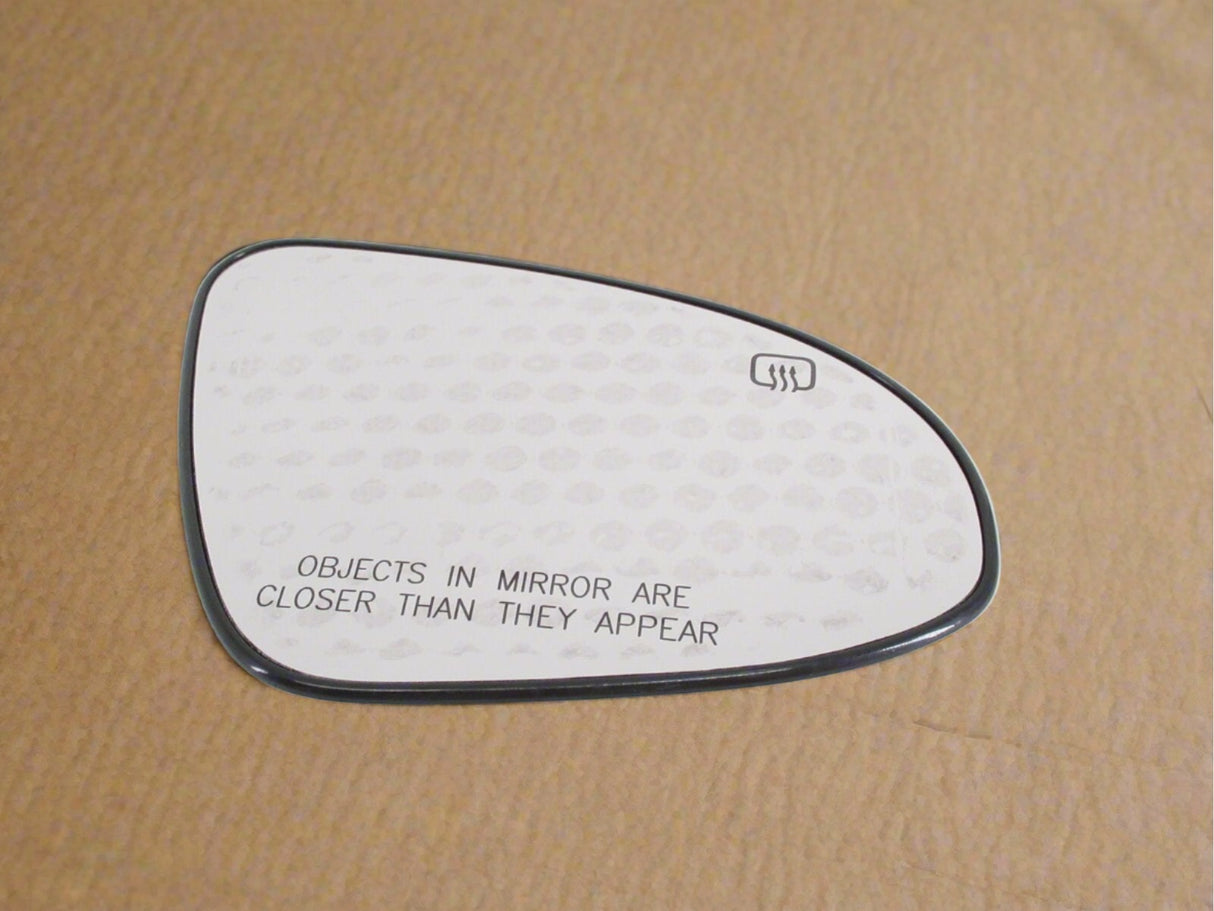 OBJECTS IN MIRROR ARE
CLOSER THAN THEY APPEAR